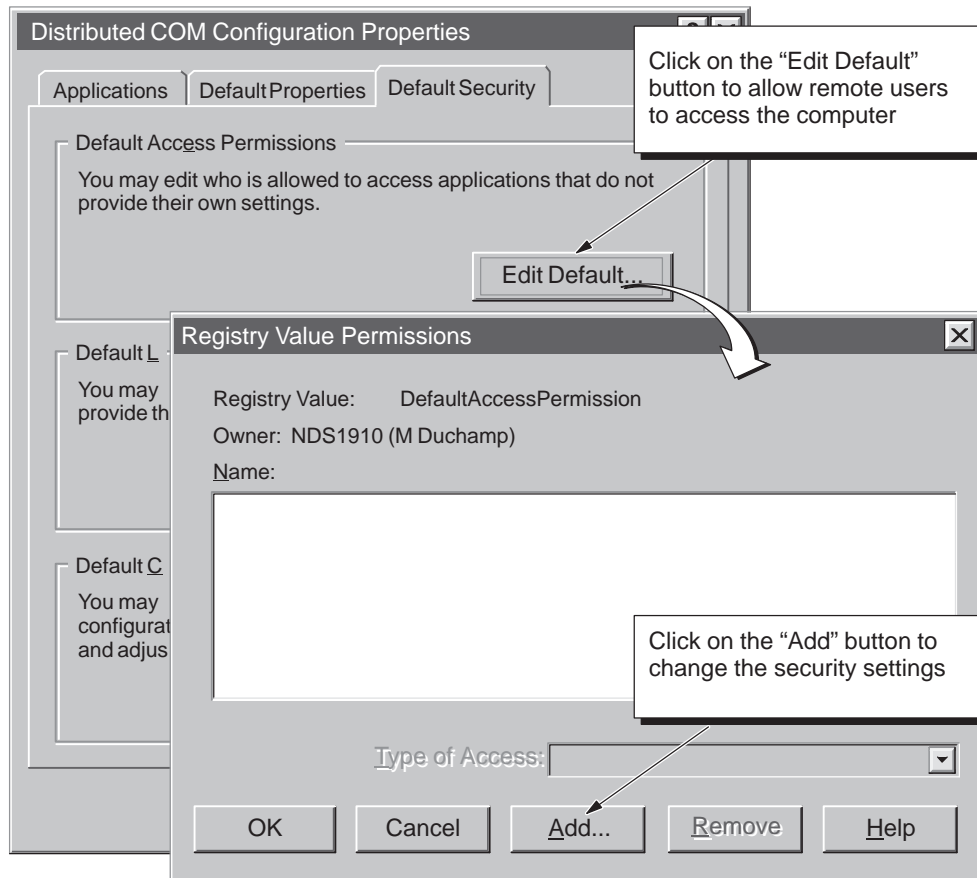 Distributed COM Configuration Properties
Click on the “Edit Default”
button to allow remote users
to access the computer
Applications
Default Properties
Default Security
Default Access Permissions
You may edit who is allowed to access applications that do not
provide their own settings.
Edit Default...
Registry Value Permissions
Default L
You may
provide th
Registry Value: DefaultAccessPermission
Owner: NDS1910 (M Duchamp)
Name:
Default C
You may
configurat
and adjus
Click on the “Add” button to
change the security settings
Type of Access:
OK
Cancel
Add...
Remove
Help